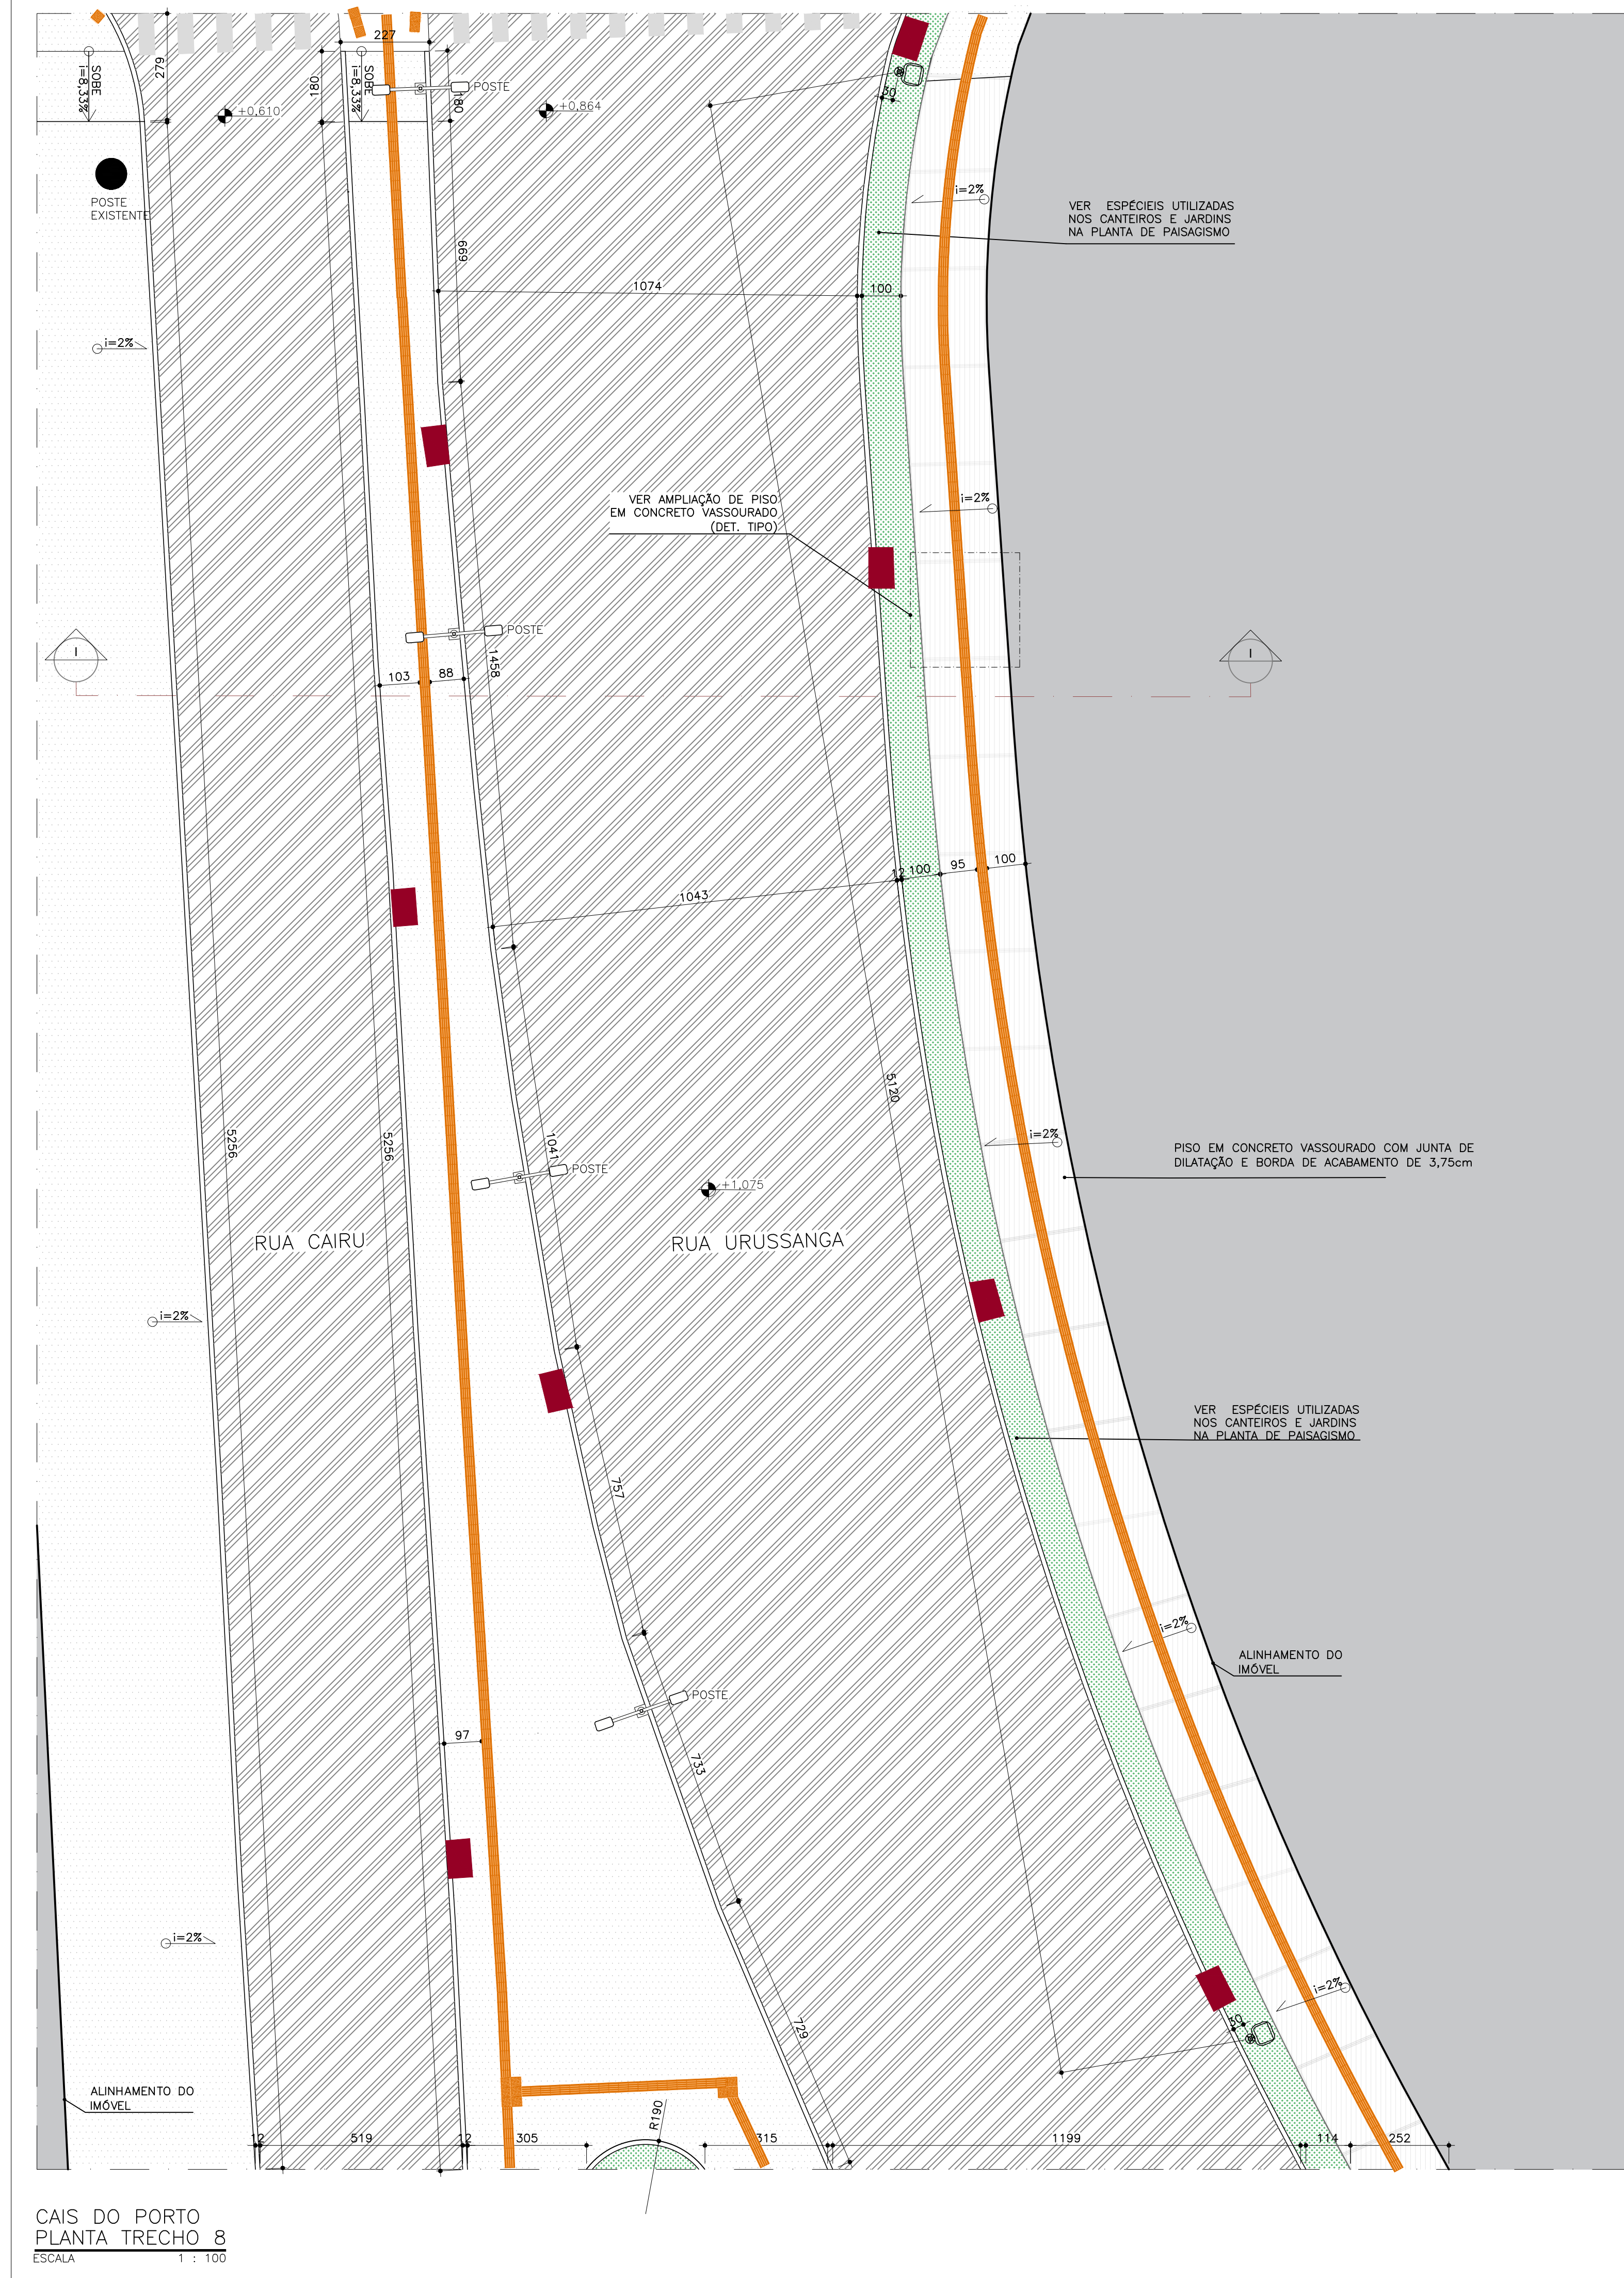 227
279
SOBE
i=8,33%
180
SOBE
i=8,33%
180
POSTE
+0,610
+0,864
30
POSTE
EXISTENTE
i=2%
VER ESPÉCIEIS UTILIZADAS
NOS CANTEIROS E JARDINS
NA PLANTA DE PAISAGISMO
669
1074
100
i=2%
VER AMPLIAÇÃO DE PISO
EM CONCRETO VASSOURADO
(DET. TIPO)
i=2%
POSTE
I
I
1458
103
88
12
100
95
100
1043
5120
5256
5256
1041
POSTE
i=2%
PISO EM CONCRETO VASSOURADO COM JUNTA DE
DILATAÇÃO E BORDA DE ACABAMENTO DE 3,75cm
+1,075
RUA CAIRU
RUA URUSSANGA
i=2%
VER ESPÉCIEIS UTILIZADAS
NOS CANTEIROS E JARDINS
NA PLANTA DE PAISAGISMO
757
i=2%
ALINHAMENTO DO
IMÓVEL
POSTE
97
733
i=2%
i=2%
30
729
ALINHAMENTO DO
IMÓVEL
R190
12
519
12
305
315
1199
114
252
CAIS DO PORTO
PLANTA TRECHO 8
ESCALA 1 : 100